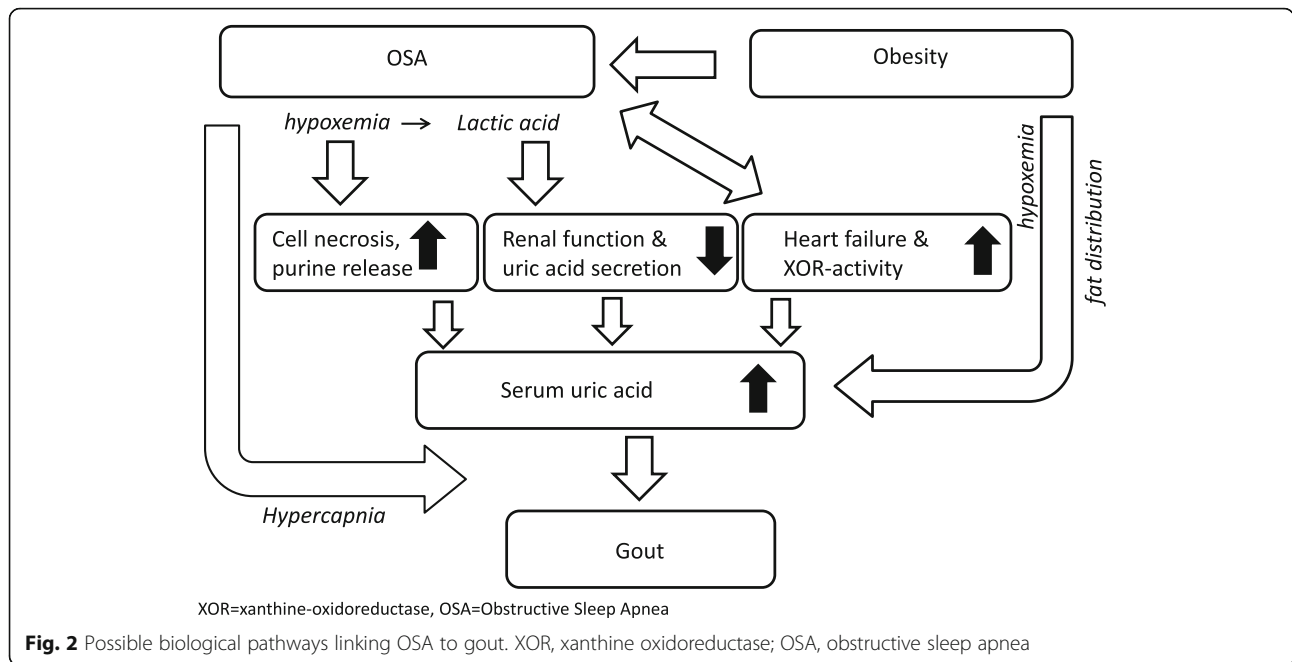 OSA
Obesity
hypoxemia → Lactic acid
hypoxemia
fat distribution
Cell necrosis,
purine release
Renal function &
uric acid secretion
Heart failure &
XOR-activity
Serum uric acid
Hypercapnia
Gout
XOR=xanthine-oxidoreductase, OSA=Obstructive Sleep Apnea
Fig. 2 Possible biological pathways linking OSA to gout. XOR, xanthine oxidoreductase; OSA, obstructive sleep apnea